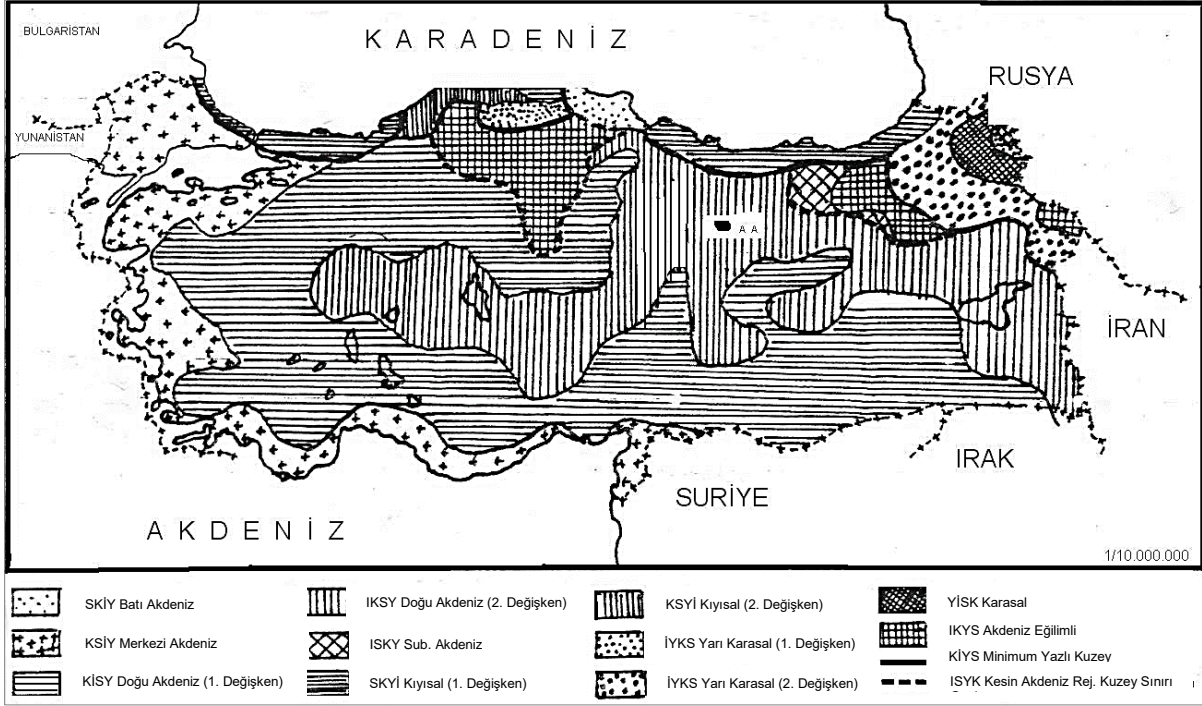 BULGARİSTAN
K A R A D E N İ Z
RUSYA
YUNANİSTAN
A A
İRAN
IRAK
SURİYE
A K D E N İ Z
1/10.000.000
SKİY Batı Akdeniz
IKSY Doğu Akdeniz (2. Değişken)
KSYİ Kıyısal (2. Değişken)
YİSK Karasal
KSİY Merkezi Akdeniz
ISKY Sub. Akdeniz
İYKS Yarı Karasal (1. Değişken)
IKYS Akdeniz Eğilimli
KİSY Doğu Akdeniz (1. Değişken)
SKYİ Kıyısal (1. Değişken)
İYKS Yarı Karasal (2. Değişken)
KİYS Minimum Yazlı Kuzey
ISYK Kesin Akdeniz Rej. Kuzey Sınırı